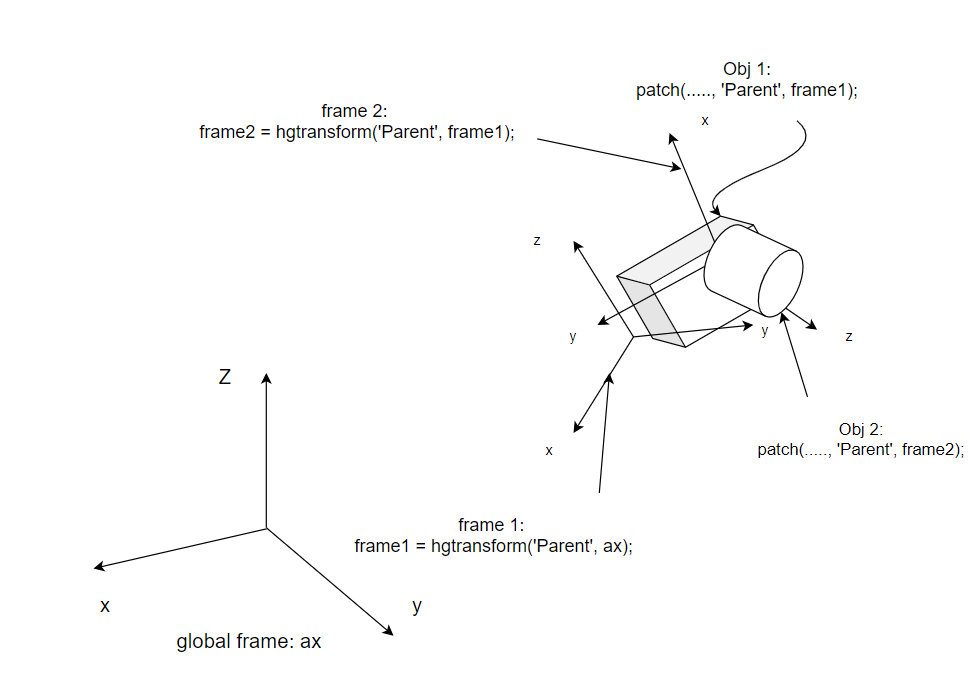 Obj 1:
patch(....., 'Parent', frame1);
frame 2:
frame2 = hgtransform('Parent', frame1);
x
z
y
y
z
x
Z
Obj 2:
patch(....., 'Parent', frame2);
frame 1:
frame1 = hgtransform('Parent', ax);
x
y
global frame: ax